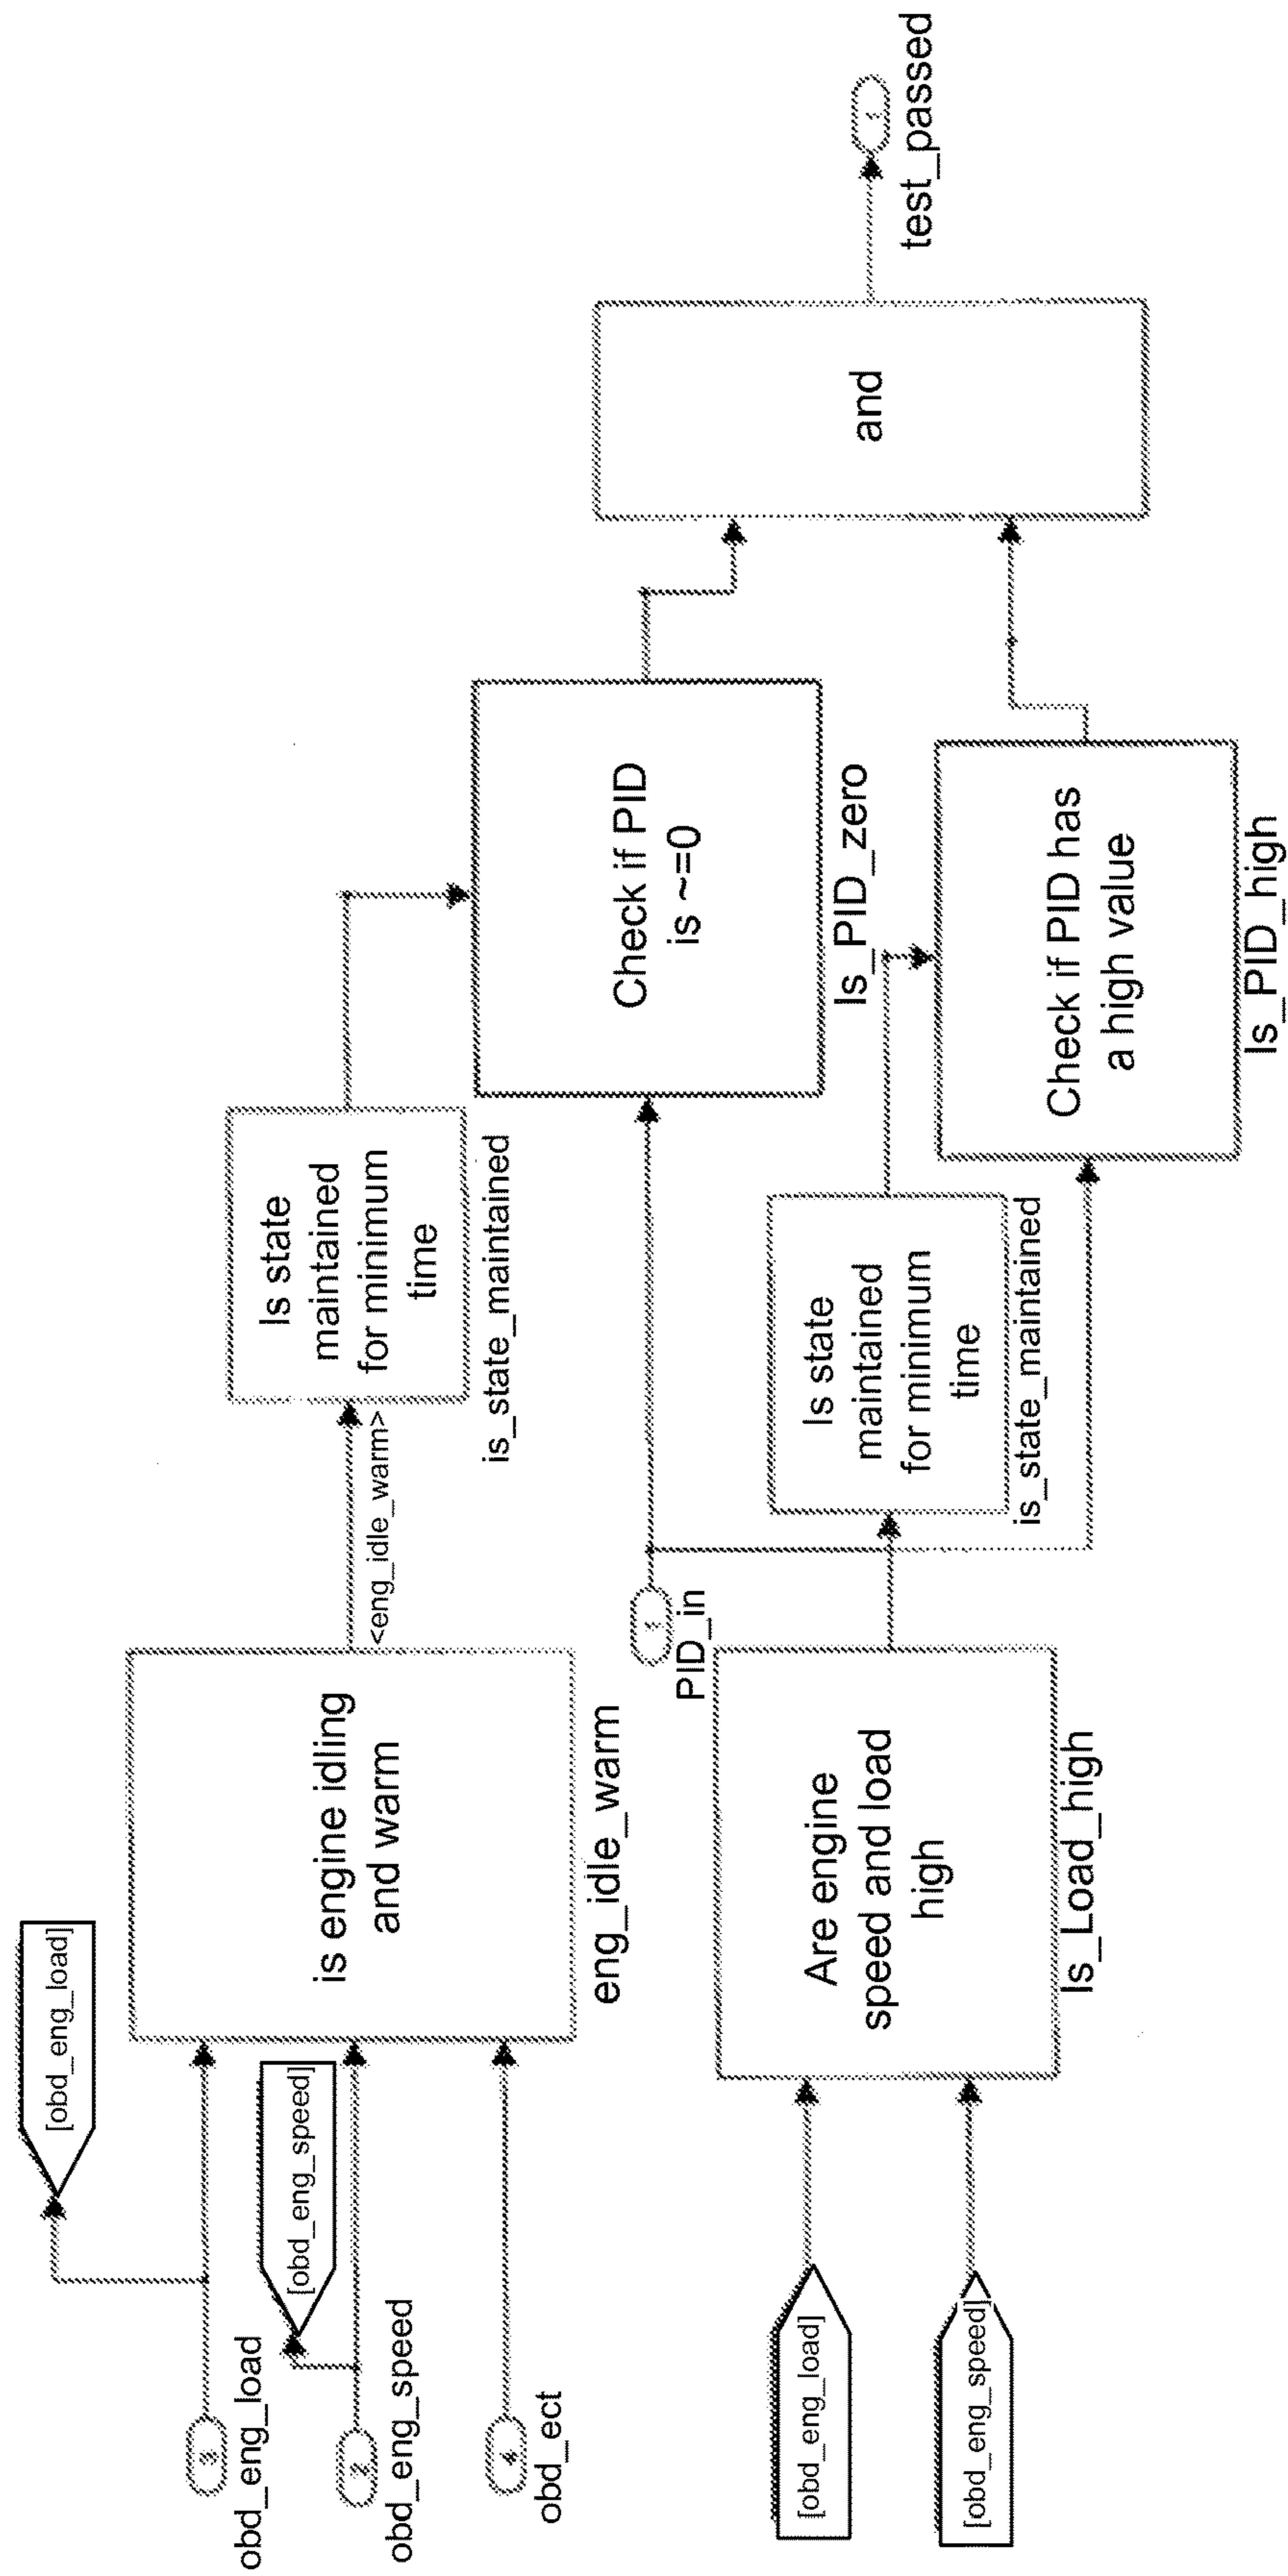 [obd_eng_load]
3
obd_eng_load
[obd_eng_speed]
2
obd_eng_speed
4
obd_ect
is engine idling
and warm
eng_idle_warm
<eng_idle_warm>
Is state
maintained
for minimum
time
is_state_maintained
1
PID_in
Check if PID
is ~=0
Is_PID_zero
[obd_eng_load]
[obd_eng_speed]
Are engine
speed and load
high
Is_Load_high
Is state
maintained
for minimum
time
is_state_maintained
Check if PID has
a high value
Is_PID_high
and
1
test_passed